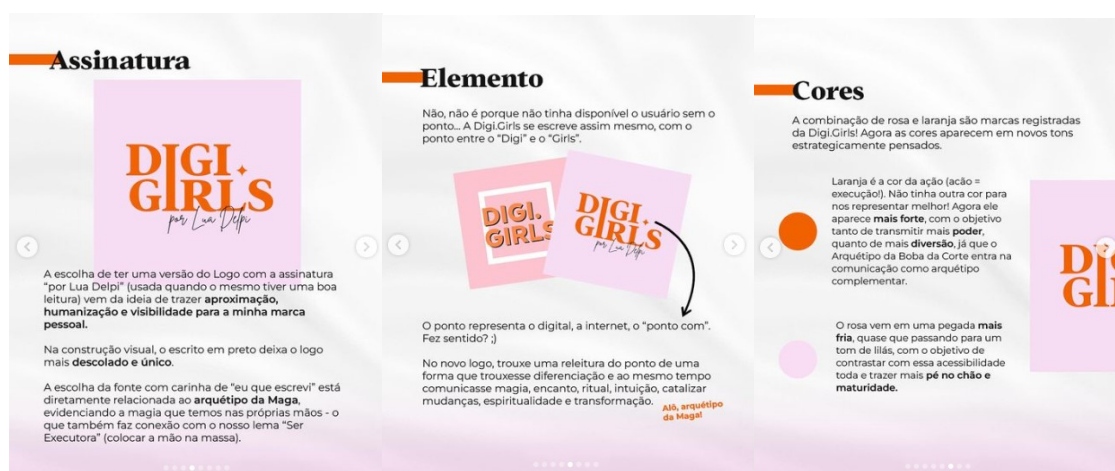 Assinatura
DIGI.
GIRLS
por Lua Delpi
A escolha de ter uma versão do Logo com a assinatura
“por Lua Delpi” (usada quando o mesmo tiver uma boa
leitura) vem da ideia de trazer aproximação,
humanização e visibilidade para a minha marca
pessoal.
Na construção visual, o escrito em preto deixa o logo
mais descolado e único.
A escolha da fonte com carinha de “eu que escrevi” está
diretamente relacionada ao arquétipo da Maga,
evidenciando a magia que temos nas próprias mãos - o
que também faz conexão com o nosso lema “Ser
Executora” (colocar a mão na massa).
Elemento
Não, não é porque não tinha disponível o usuário sem o
ponto... A Digi.Girls se escreve assim mesmo, com o
ponto entre o “Digi” e o “Girls”.
DIGI.
GIRLS
DIGI.
GIRLS
por Lua Delpi
O ponto representa o digital, a internet, o “ponto com”.
Fez sentido? ;)
No novo logo, trouxe uma releitura do ponto de uma
forma que trouxesse diferenciação e ao mesmo tempo
comunicasse magia, encanto, ritual, intuição, catalizar
mudanças, espiritualidade e transformação.
Alô, arquétipo
da Maga!
Cores
A combinação de rosa e laranja são marcas registradas
da Digi.Girls! Agora as cores aparecem em novos tons
estrategicamente pensados.
Laranja é a cor da ação (acão =
execução!). Não tinha outra cor para
nos representar melhor! Agora ele
aparece mais forte, com o objetivo
tanto de transmitir mais poder,
quanto de mais diversão, já que o
Arquétipo da Boba da Corte entra na
comunicação como arquétipo
complementar.
O rosa vem em uma pegada mais
fria, quase que passando para um
tom de lilás, com o objetivo de
contrastar com essa acessibilidade
toda e trazer mais pé no chão e
maturidade.